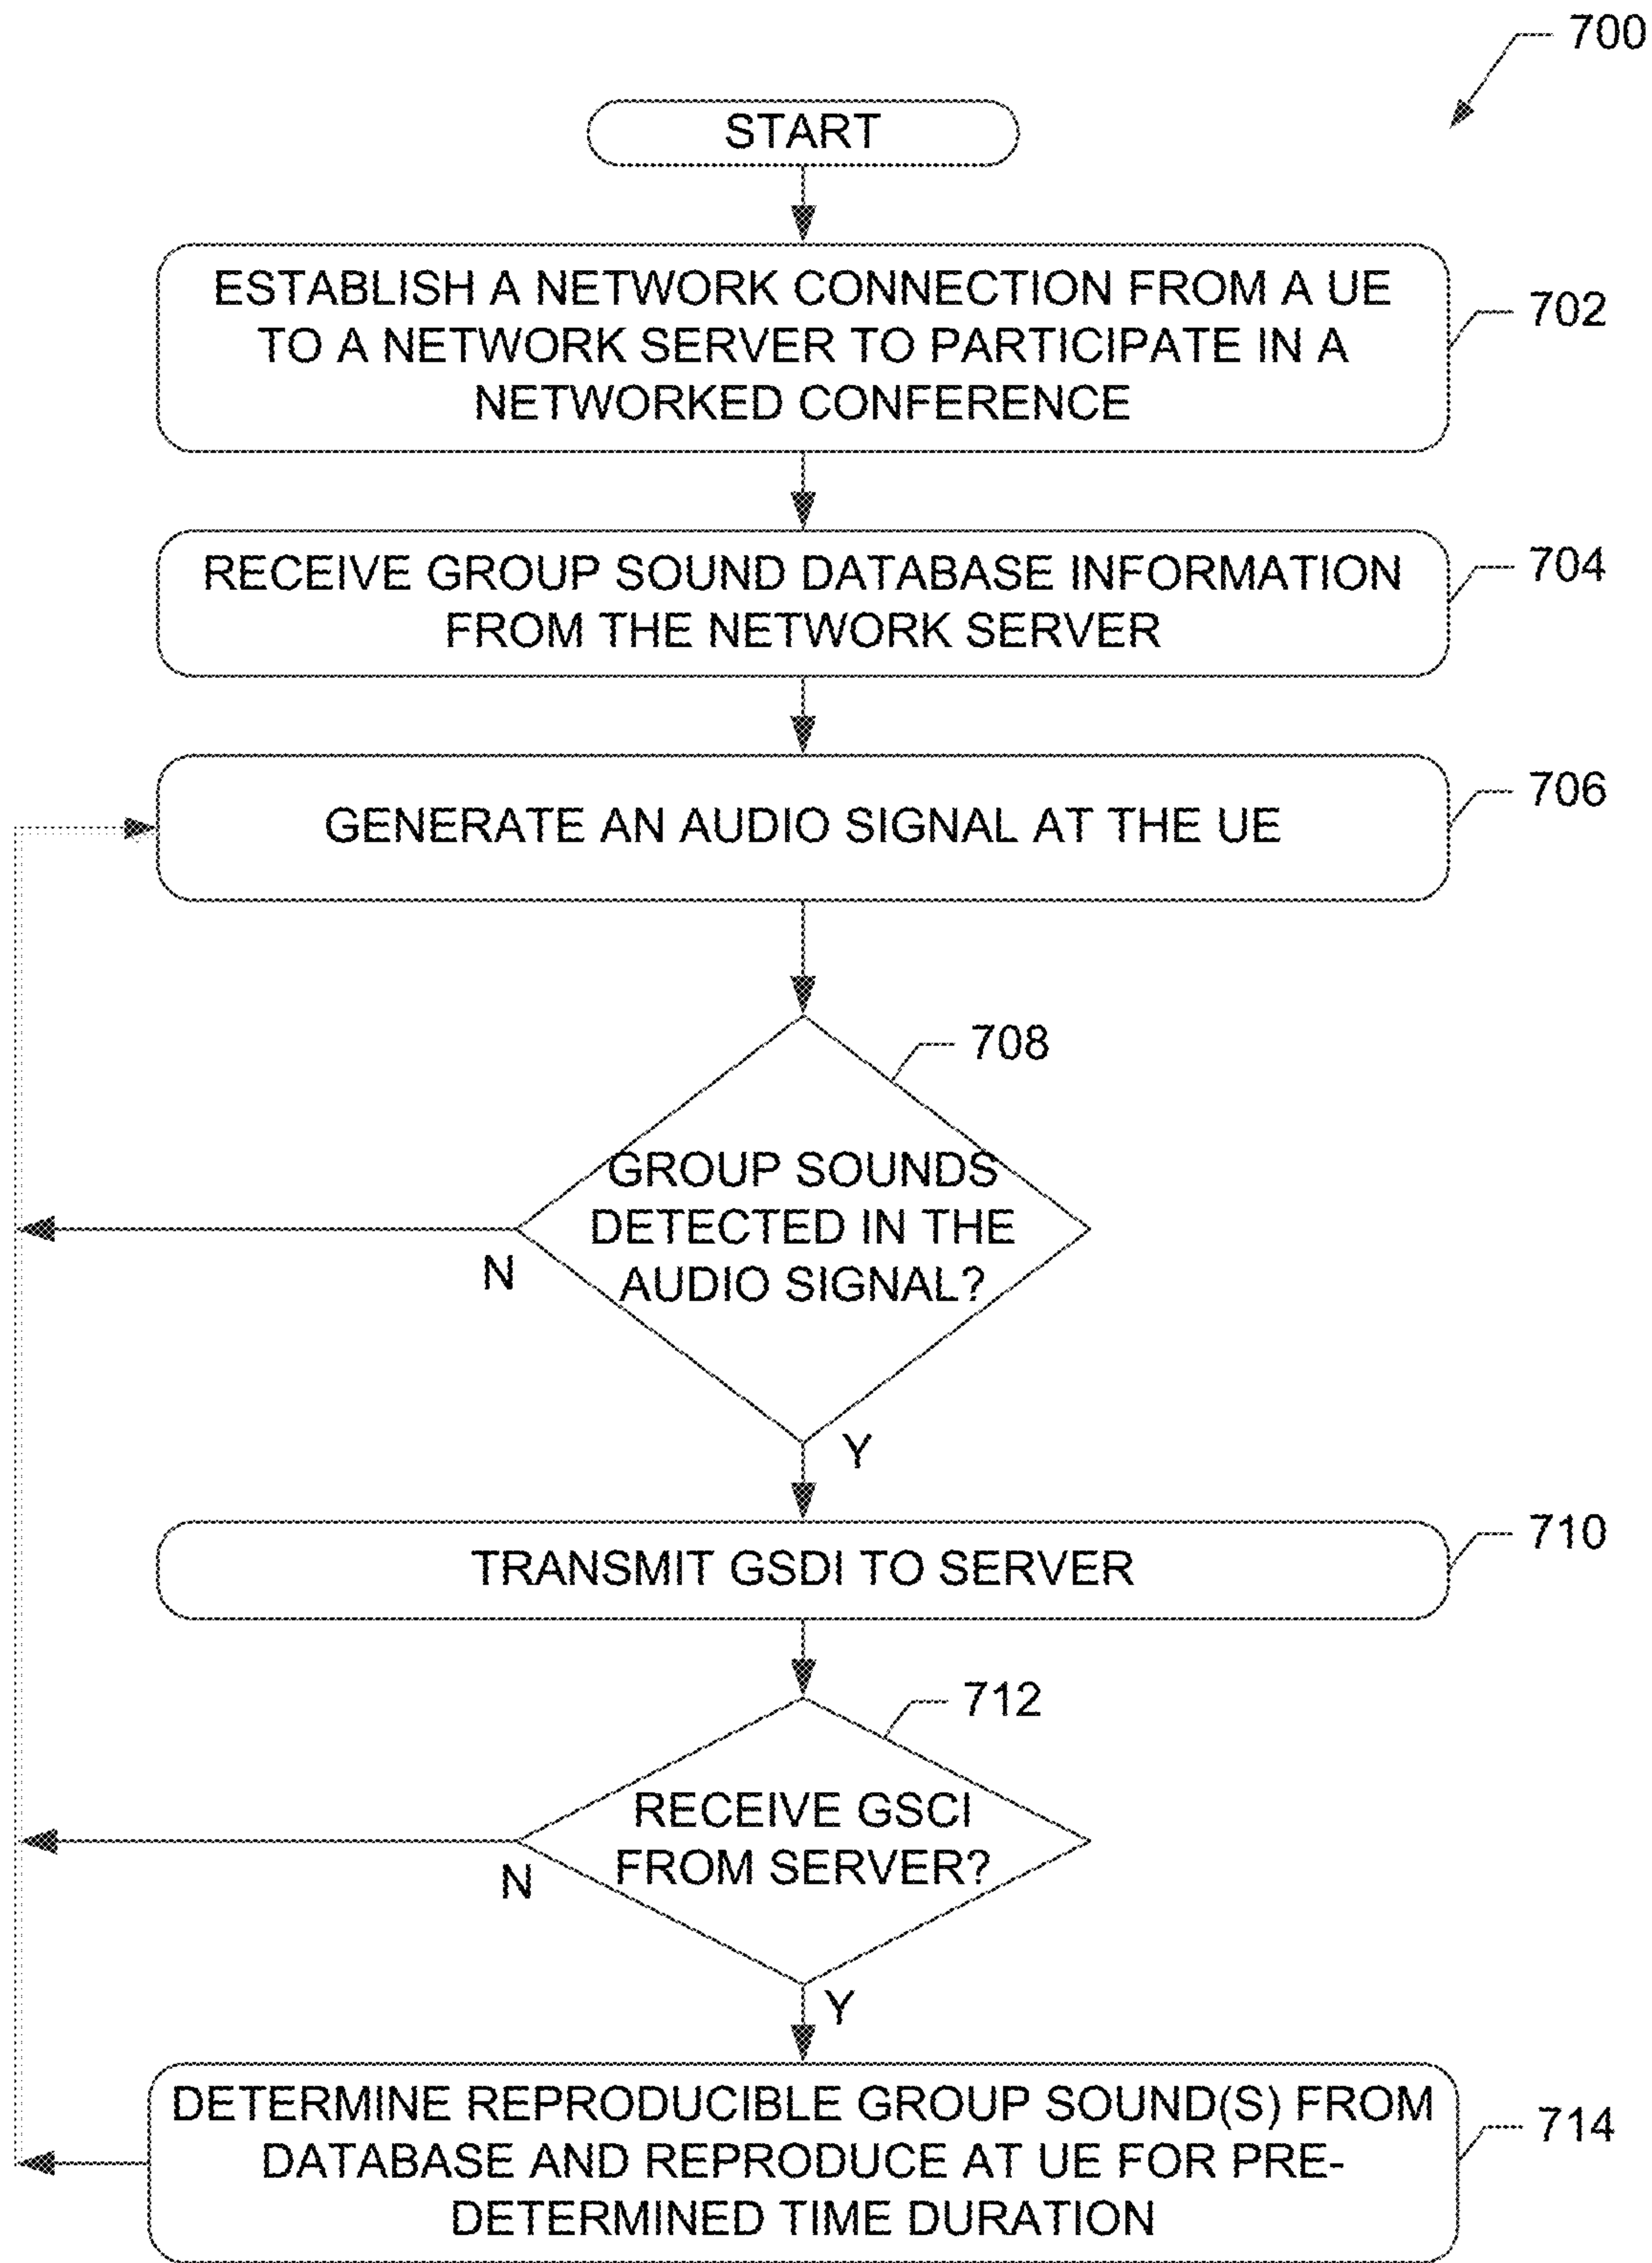 700
START
ESTABLISH A NETWORK CONNECTION FROM A UE
TO A NETWORK SERVER TO PARTICIPATE IN A
NETWORKED CONFERENCE
702
RECEIVE GROUP SOUND DATABASE INFORMATION
FROM THE NETWORK SERVER
704
GENERATE AN AUDIO SIGNAL AT THE UE
706
708
GROUP SOUNDS
DETECTED IN THE
AUDIO SIGNAL?
N
Y
TRANSMIT GSDI TO SERVER
710
712
RECEIVE GSCI
FROM SERVER?
N
Y
DETERMINE REPRODUCIBLE GROUP SOUND(S) FROM
DATABASE AND REPRODUCE AT UE FOR PRE-
DETERMINED TIME DURATION
714